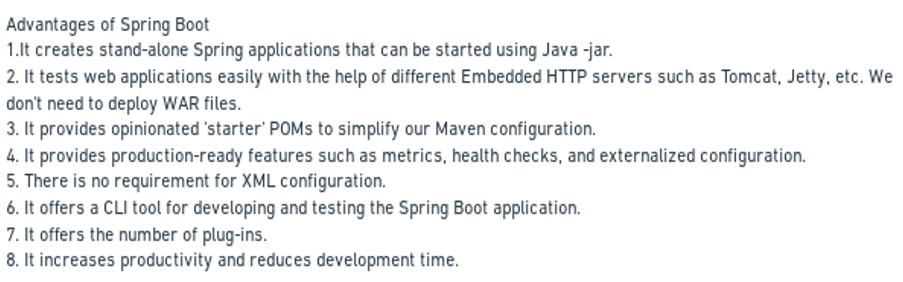 Advantages of Spring Boot
1.It creates stand-alone Spring applications that can be started using Java -jar.
2. It tests web applications easily with the help of different Embedded HTTP servers such as Tomcat, Jetty, etc. We
don't need to deploy WAR files.
3. It provides opinionated 'starter' POMs to simplify our Maven configuration.
4. It provides production-ready features such as metrics, health checks, and externalized configuration.
5. There is no requirement for XML configuration.
6. It offers a CLI tool for developing and testing the Spring Boot application.
7. It offers the number of plug-ins.
8. It increases productivity and reduces development time.